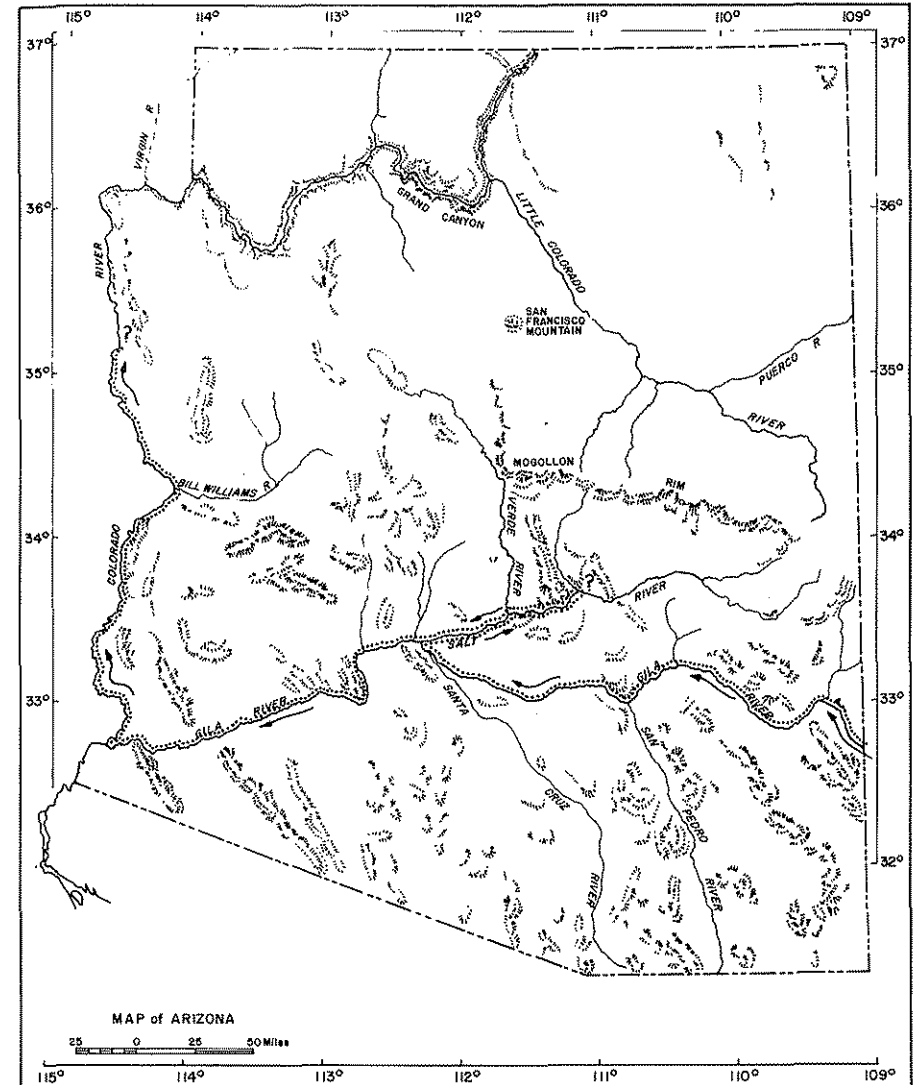 115° 114° 113° 112° 111° 110° 109°
37° 37°
VIRGIN R
GRAND
CANYON
LITTLE
COLORADO
36° 36°
RIVER
SAN
FRANCISCO
MOUNTAIN
35° 35°
PUERCO R
RIVER
BILL WILLIAMS R
MOGOLLON
RIM
34° 34°
COLORADO
VERDE
RIVER
RIVER
SALT
33° 33°
GILA RIVER
SANTA
CRUZ
RIVER
GILA
RIVER
SAN
PEDRO
RIVER
32° 32°
MAP of ARIZONA
25 0 25 50 Miles
115° 114° 113° 112° 111° 110° 109°